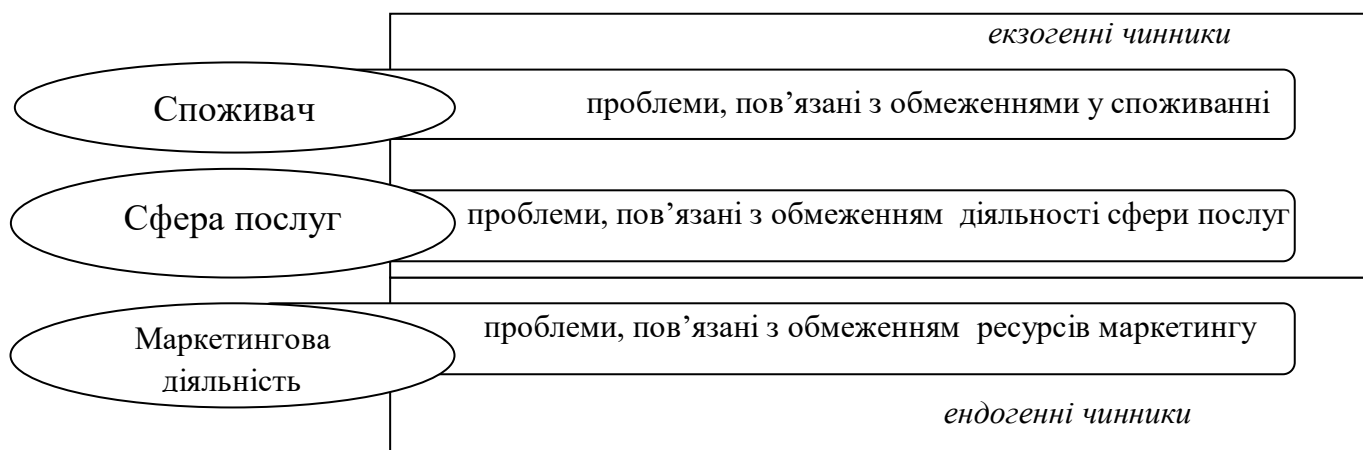 екзогенні чинники
Споживач
проблеми, пов’язані з обмеженнями у споживанні
Сфера послуг
проблеми, пов’язані з обмеженням діяльності сфери послуг
Маркетингова
діяльність
проблеми, пов’язані з обмеженням ресурсів маркетингу
ендогенні чинники